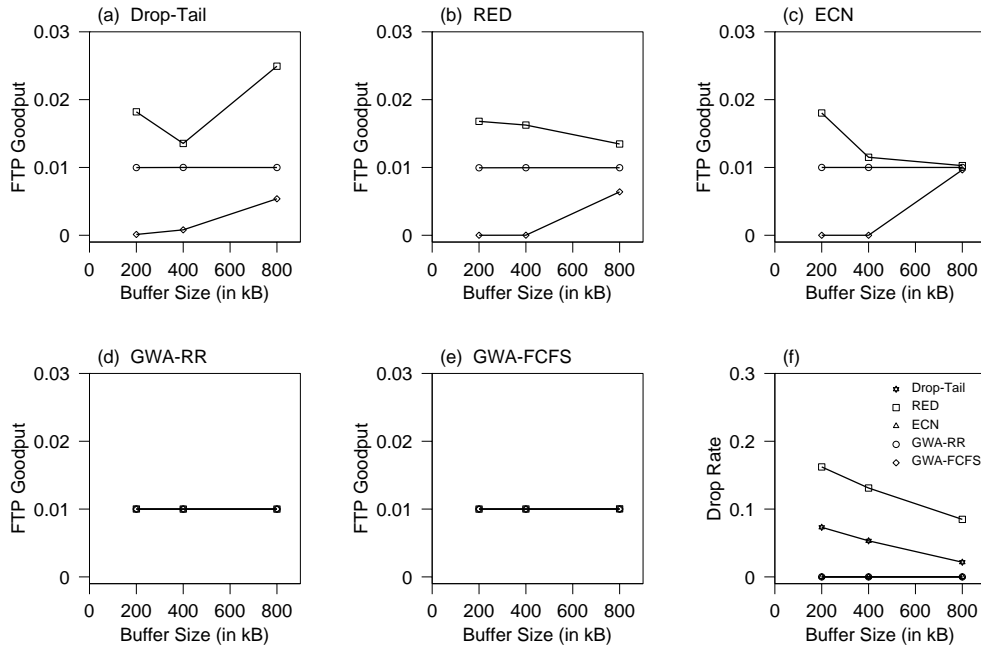 (a) Drop-Tail
0.03
0.02
0.01
0
FTP Goodput
0 200 400 600 800
Buffer Size (in kB)
(b) RED
0.03
0.02
0.01
0
FTP Goodput
0 200 400 600 800
Buffer Size (in kB)
(c) ECN
0.03
0.02
0.01
0
FTP Goodput
0 200 400 600 800
Buffer Size (in kB)
(d) GWA-RR
0.03
0.02
0.01
0
FTP Goodput
0 200 400 600 800
Buffer Size (in kB)
(e) GWA-FCFS
0.03
0.02
0.01
0
FTP Goodput
0 200 400 600 800
Buffer Size (in kB)
(f)
0.3
0.2
0.1
0
Drop Rate
Drop-Tail
RED
ECN
GWA-RR
GWA-FCFS
0 200 400 600 800
Buffer Size (in kB)